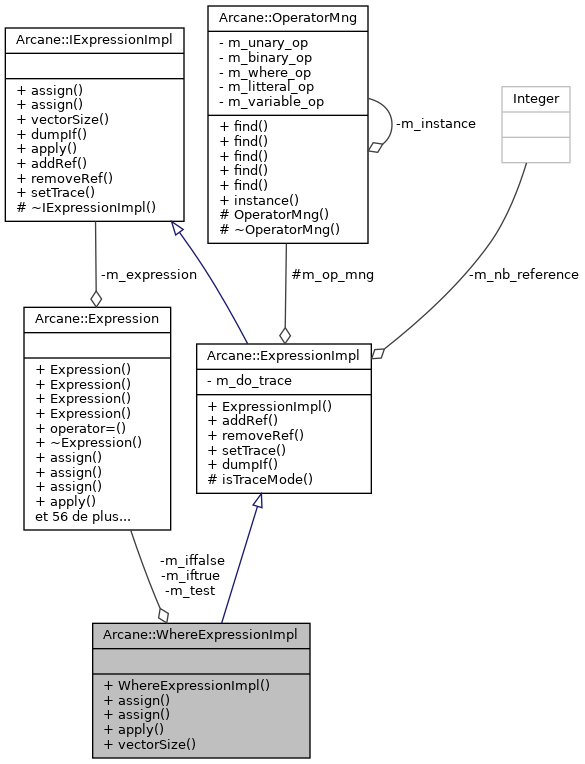 Arcane::OperatorMng
- m_unary_op
- m_binary_op
- m_where_op
- m_litteral_op
- m_variable_op
+ find()
+ find()
+ find()
+ find()
+ find()
+ instance()
# OperatorMng()
# ~OperatorMng()
Arcane::IExpressionImpl
+ assign()
+ assign()
+ vectorSize()
+ dumpIf()
+ apply()
+ addRef()
+ removeRef()
+ setTrace()
# ~IExpressionImpl()
-m_instance
Integer
-m_expression
#m_op_mng
-m_nb_reference
Arcane::Expression
+ Expression()
+ Expression()
+ Expression()
+ Expression()
+ operator=()
+ ~Expression()
+ assign()
+ assign()
+ assign()
+ apply()
et 56 de plus...
Arcane::ExpressionImpl
- m_do_trace
+ ExpressionImpl()
+ addRef()
+ removeRef()
+ setTrace()
+ dumpIf()
# isTraceMode()
-m_iffalse
-m_iftrue
-m_test
Arcane::WhereExpressionImpl
+ WhereExpressionImpl()
+ assign()
+ assign()
+ apply()
+ vectorSize()